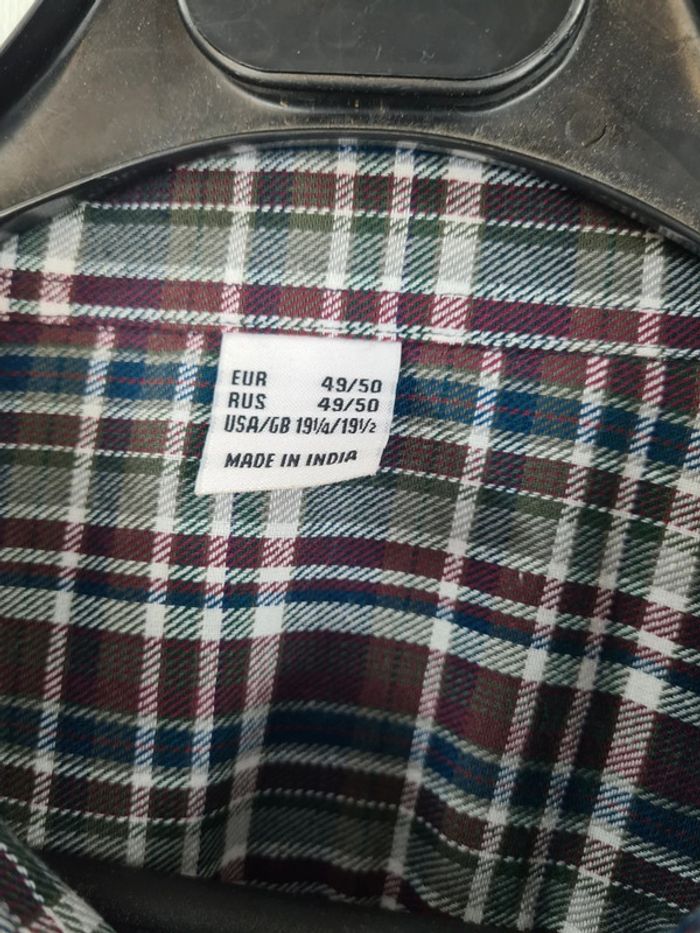 EUR 49/50
RUS 49/50
USA/GB 19¼/19½
MADE IN INDIA